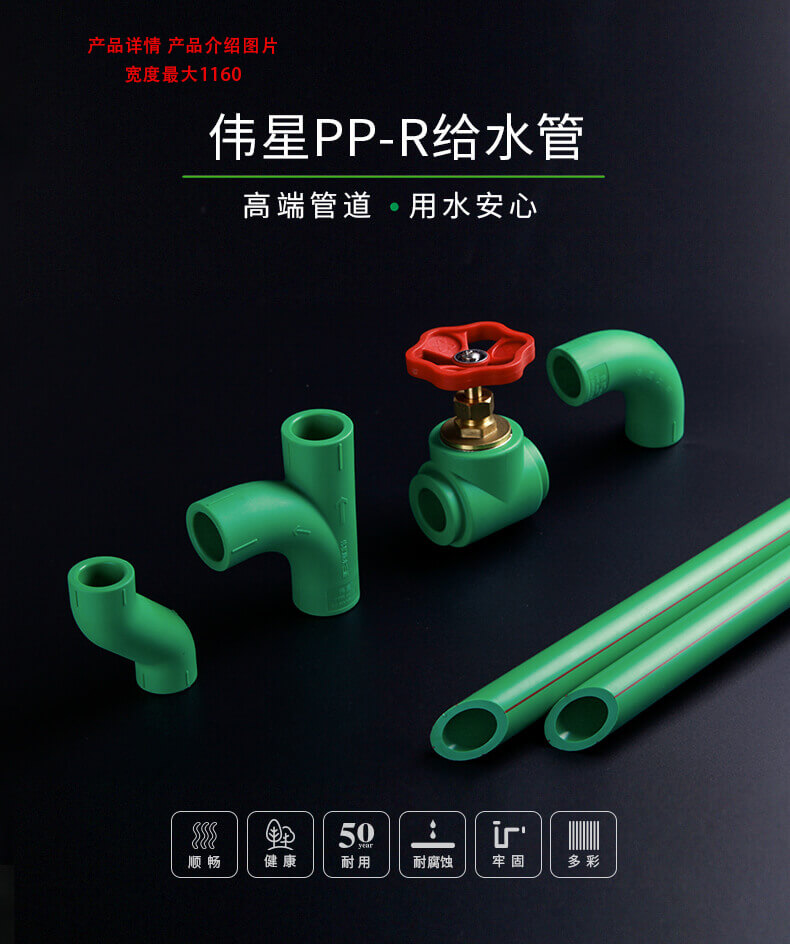 产品详情 产品介绍图片
宽度最大1160
伟星PP-R给水管
高端管道 • 用水安心
顺畅
健康
50
year
耐用
耐腐蚀
牢固
多彩